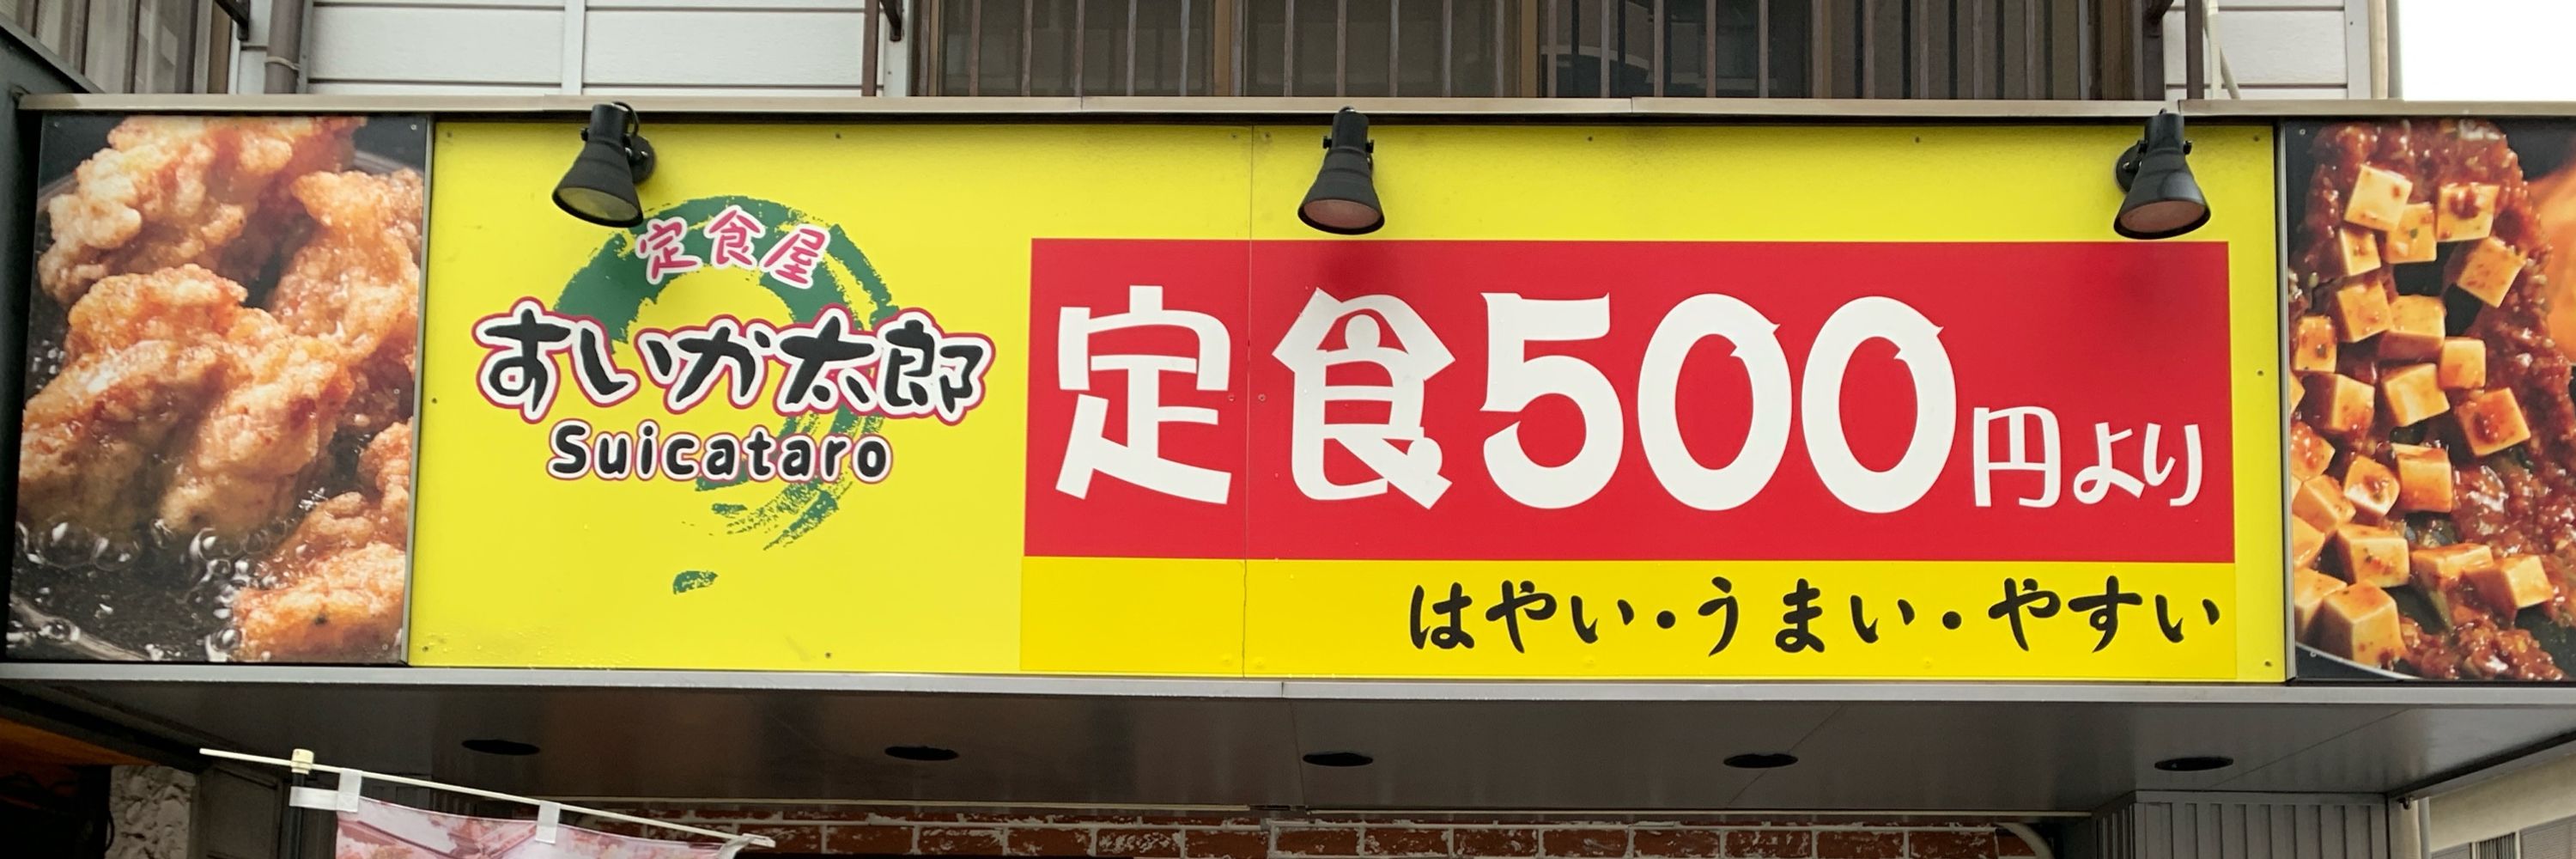 定食屋
すいか太郎
Suicataro
定食500円より
はやい・うまい・やすい